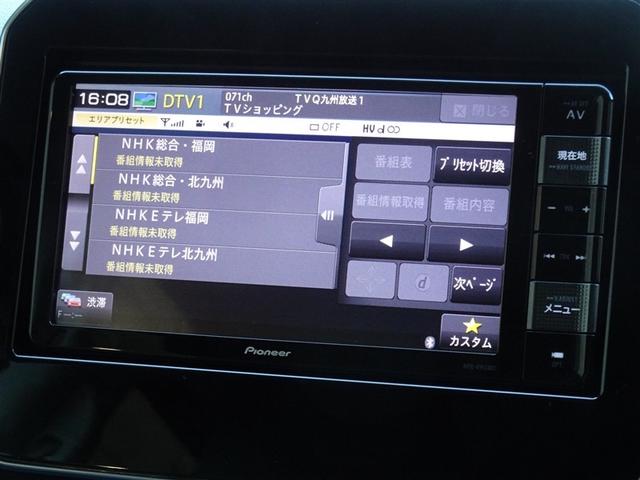 16:08 DTV1 071ch TVQ九州放送1
TVショッピング
閉じる
エリアプリセット OFF HV
NHK総合・福岡
番組情報未取得
NHK総合・北九州
番組情報未取得
NHKEテレ福岡
番組情報未取得
NHKEテレ北九州
番組情報未取得
番組表 プリセット切換
番組情報取得 番組内容
d 次ページ
渋滞
F--:--
カスタム
Pioneer
AV
現在地
メニュー